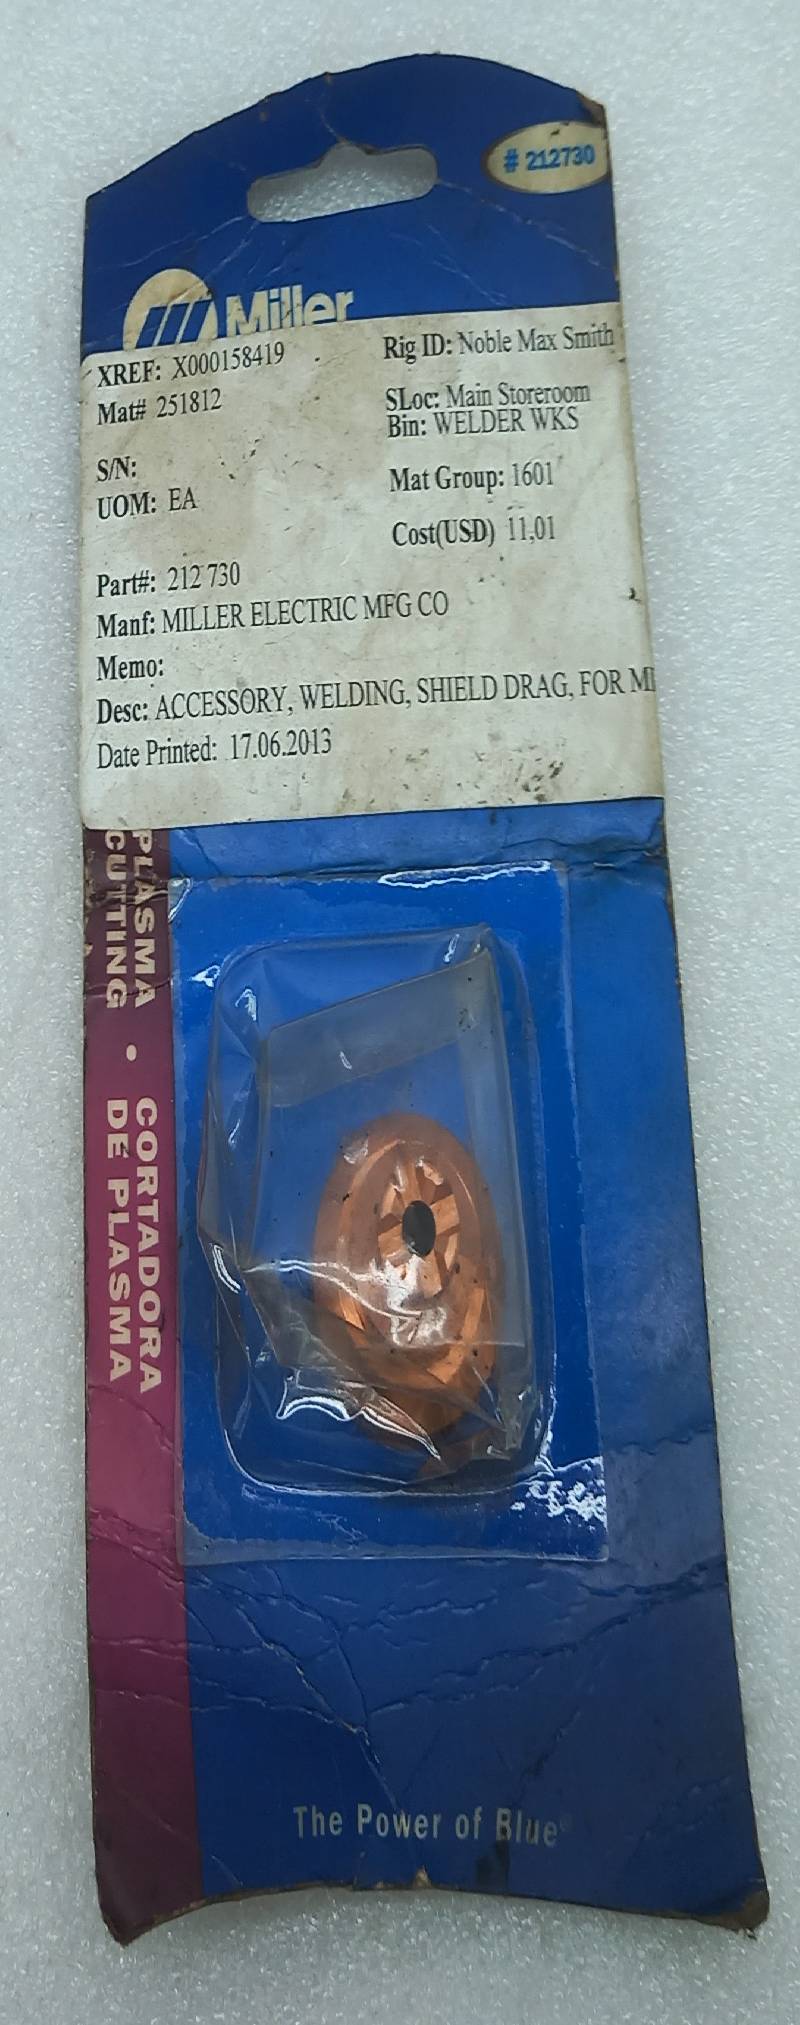 # 212730
Miller
XREF: X000158419
Rig ID: Noble Max Smith
Mat# 251812
SLoc: Main Storeroom
Bin: WELDER WKS
S/N:
Mat Group: 1601
UOM: EA
Cost(USD) 11,01
Part#: 212 730
Manf: MILLER ELECTRIC MFG CO
Memo:
Desc: ACCESSORY, WELDING, SHIELD DRAG, FOR MI
Date Printed: 17.06.2013
PLASMA
CUTTING
•
CORTADORA
DE PLASMA
The Power of Blue®